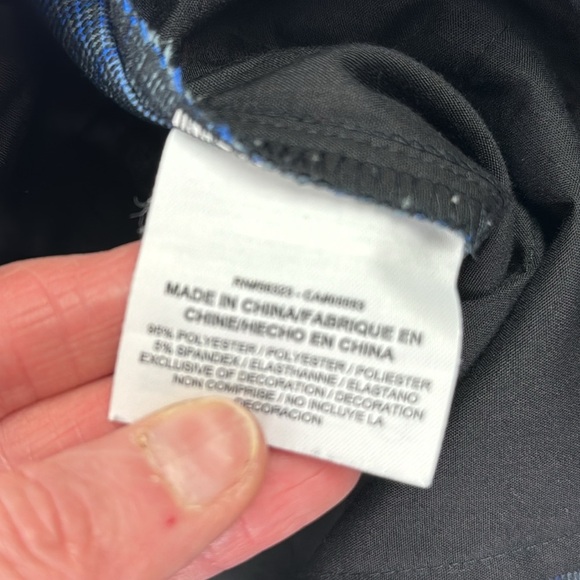 MADE IN CHINA/FABRIQUE EN
CHINE/HECHO EN CHINA
95% POLYESTER / POLYESTER / POLIESTER
5% SPANDEX / ELASTHANNE / ELASTANO
EXCLUSIVE OF DECORATION / DECORATION
NON COMPRISE / NO INCLUYE LA
DECORACION